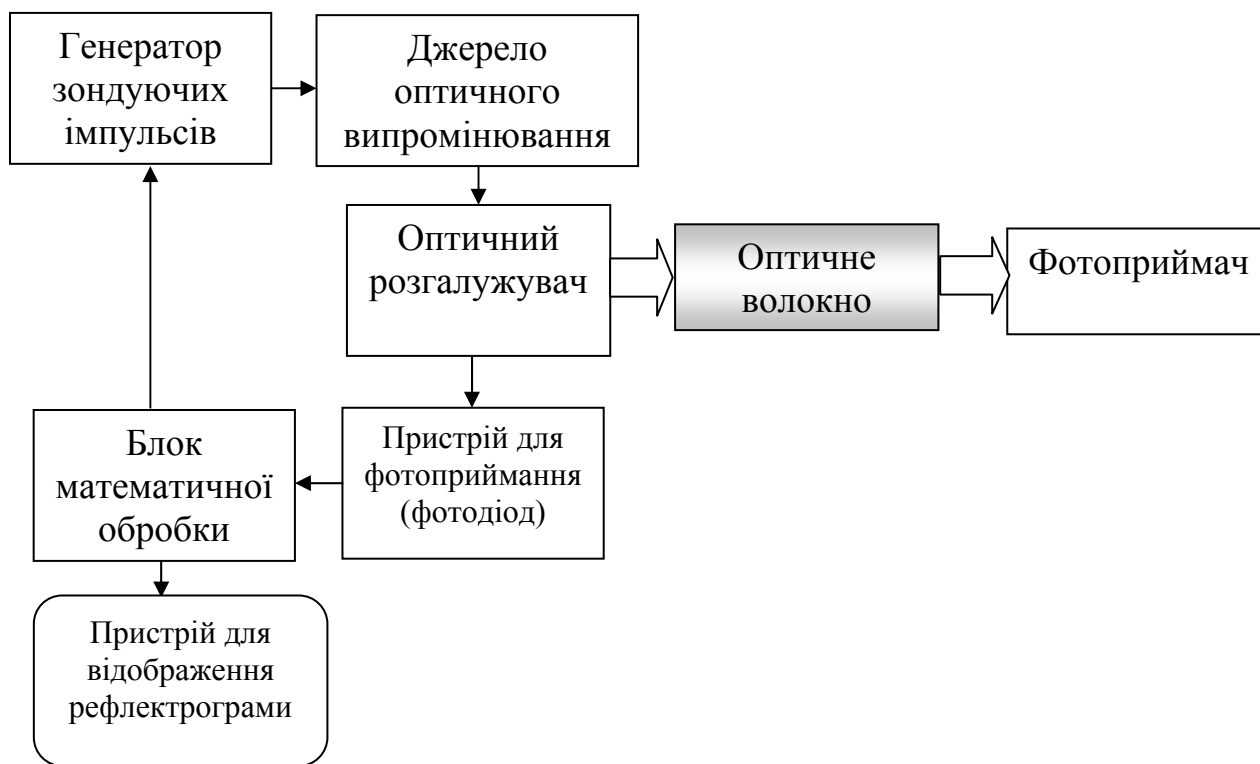 Генератор
зондуючих
імпульсів
Джерело
оптичного
випромінювання
Оптичний
розгалужувач
Оптичне
волокно
Фотоприймач
Блок
математичної
обробки
Пристрій для
фотоприймання
(фотодіод)
Пристрій для
відображення
рефлектрограми